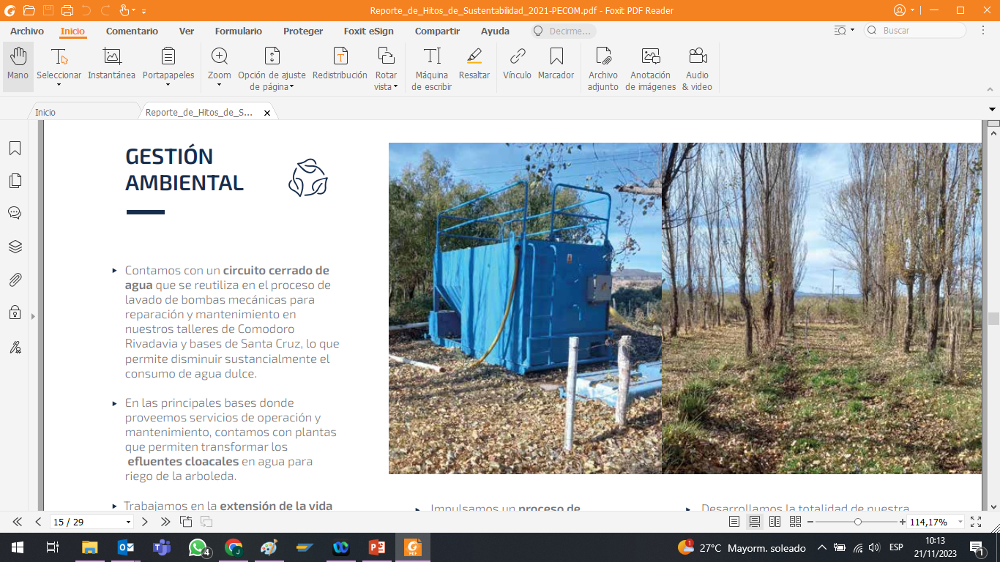 Reporte_de_Hitos_de_Sustentabilidad_2021-PECOM.pdf - Foxit PDF Reader
Archivo Inicio Comentario Ver Formulario Proteger Foxit eSign Compartir Ayuda Decirme... Buscar
Mano Seleccionar Instantánea Portapapeles Zoom Opción de ajuste de página Redistribución Rotar vista Máquina de escribir Resaltar Vínculo Marcador Archivo adjunto Anotación de imágenes Audio & video
Inicio Reporte_de_Hitos_de_S...
GESTIÓN
AMBIENTAL
Contamos con un circuito cerrado de
agua que se reutiliza en el proceso de
lavado de bombas mecánicas para
reparación y mantenimiento en
nuestros talleres de Comodoro
Rivadavia y bases de Santa Cruz, lo que
permite disminuir sustancialmente el
consumo de agua dulce.
En las principales bases donde
proveemos servicios de operación y
mantenimiento, contamos con plantas
que permiten transformar los
efluentes cloacales en agua para
riego de la arboleda.
Trabajamos en la extensión de la vida
Impulsamos un proceso de
Desarrollamos la totalidad de nuestra
15 / 29
114,17%
27°C Mayorm. soleado
ESP
10:13
21/11/2023
4
1
1